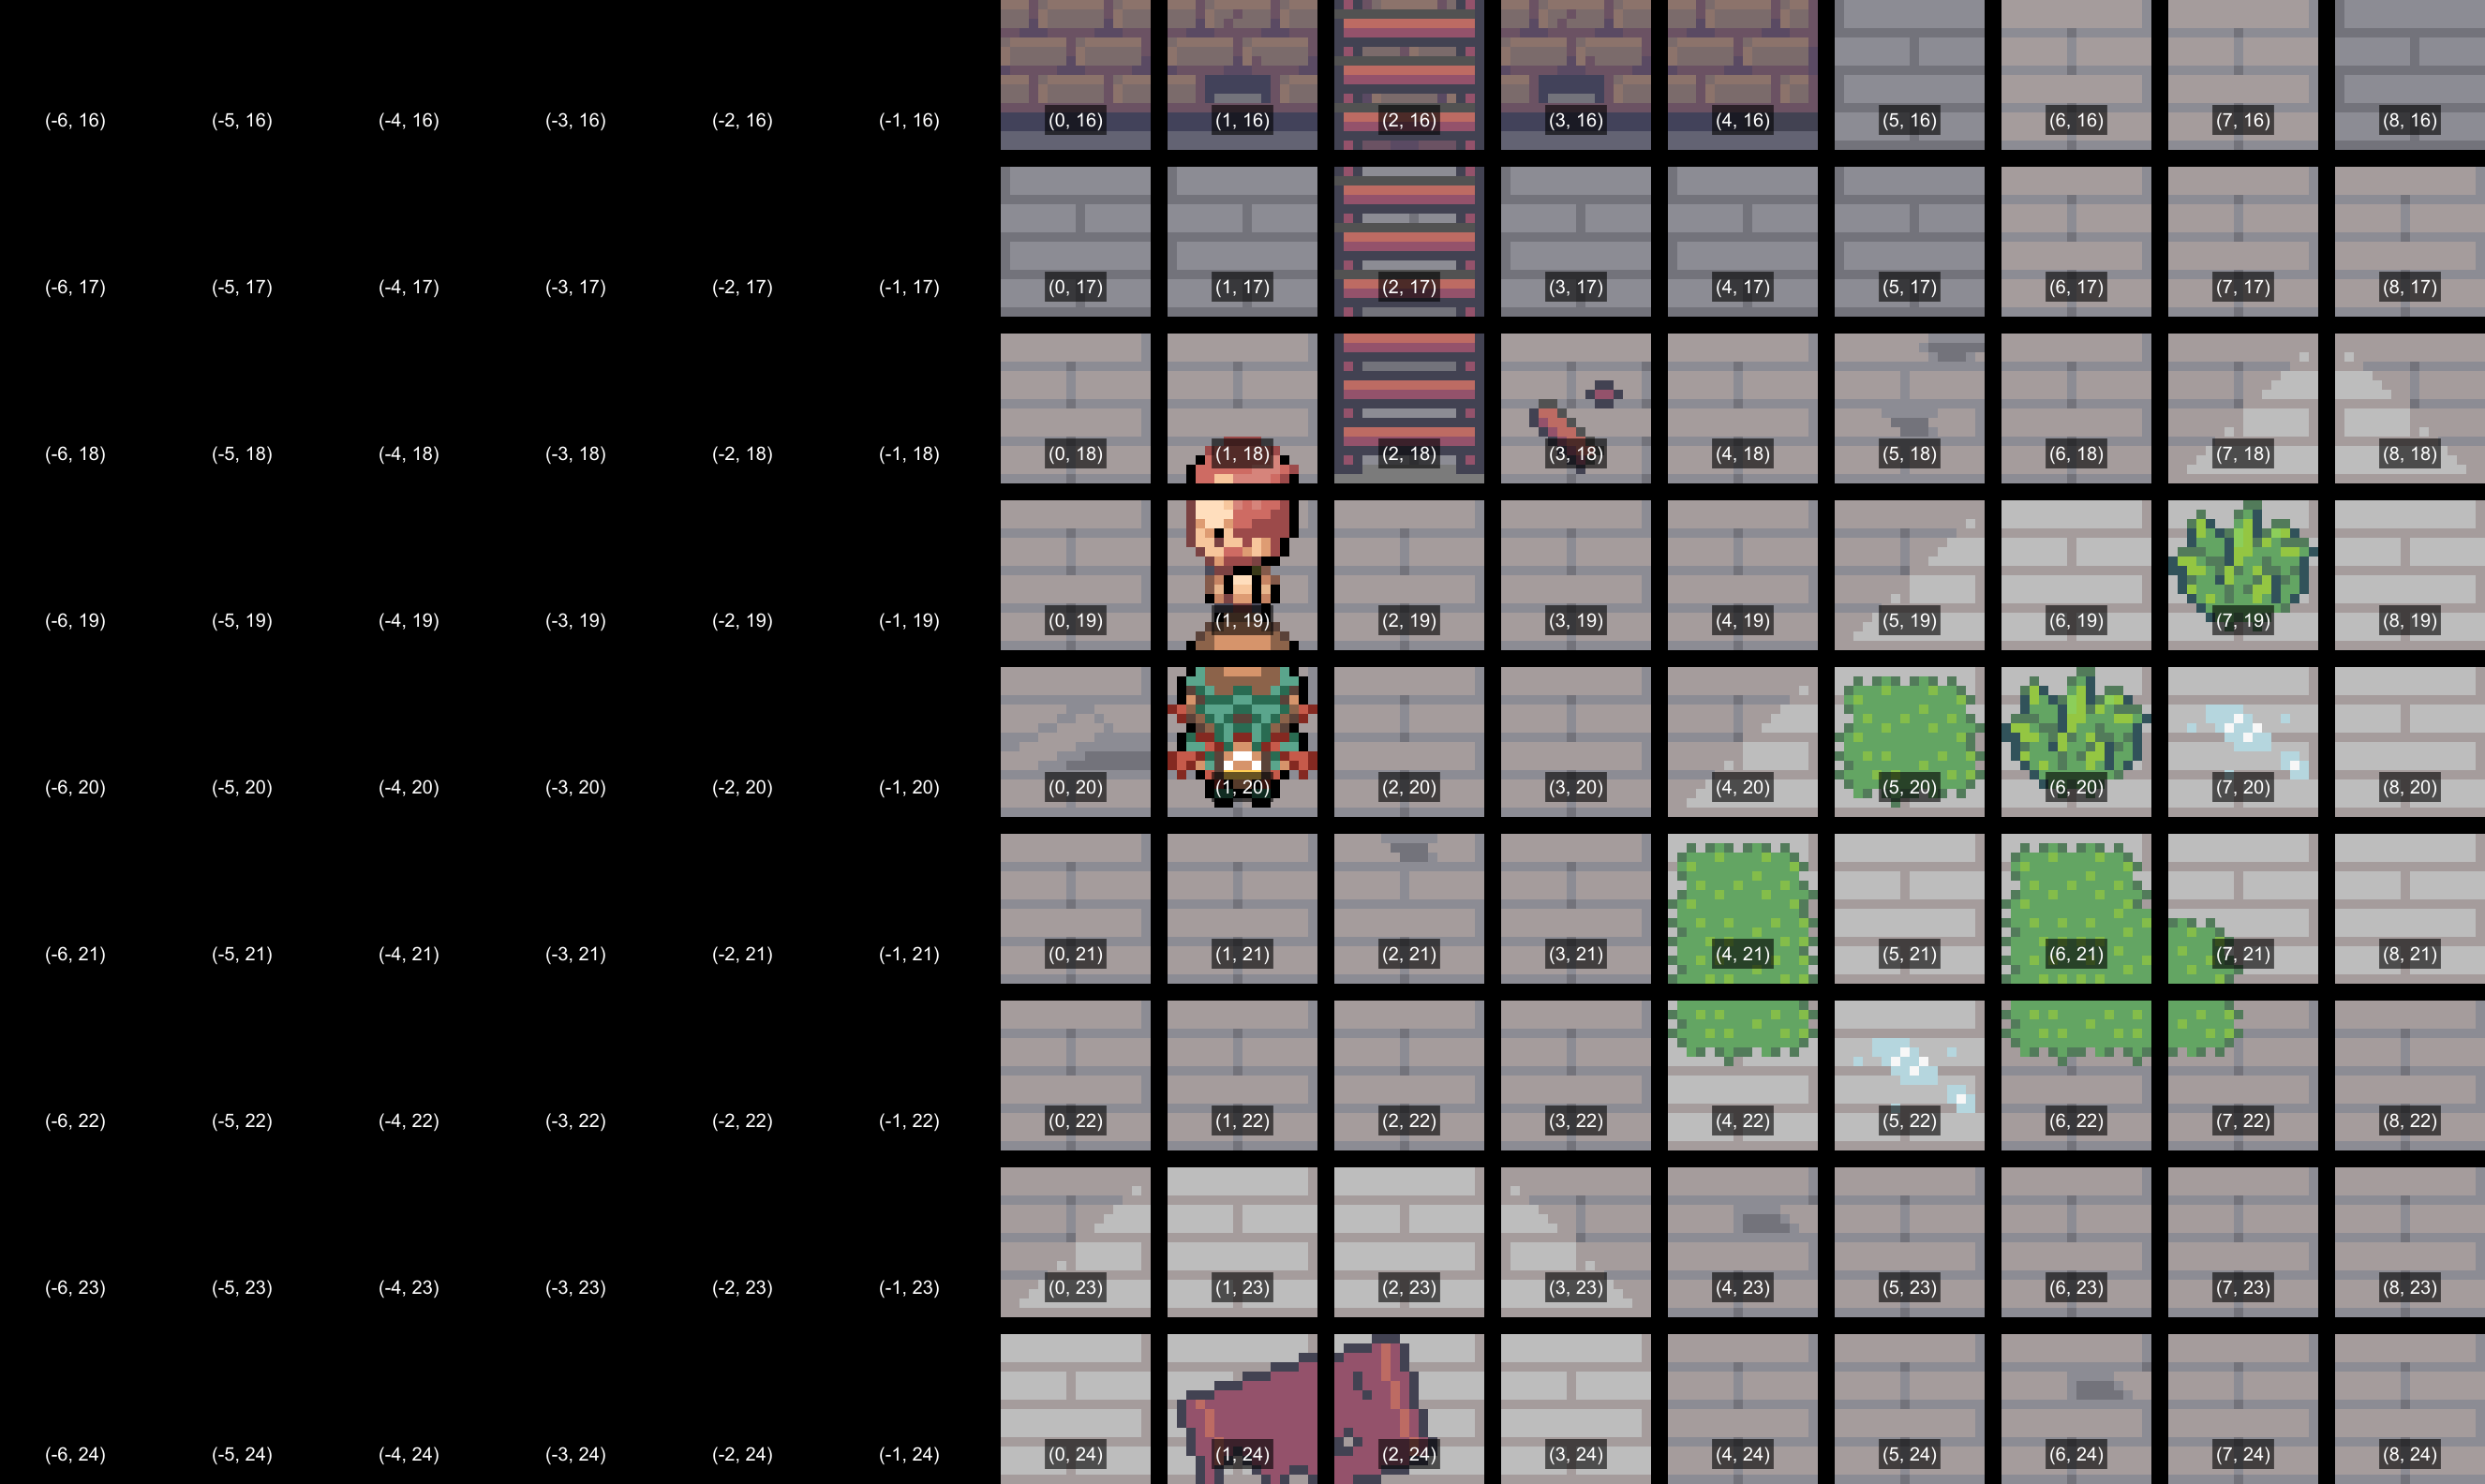 (-6, 16) (-5, 16) (-4, 16) (-3, 16) (-2, 16) (-1, 16) (0, 16) (1, 16) (2, 16) (3, 16) (4, 16) (5, 16) (6, 16) (7, 16) (8, 16)
(-6, 17) (-5, 17) (-4, 17) (-3, 17) (-2, 17) (-1, 17) (0, 17) (1, 17) (2, 17) (3, 17) (4, 17) (5, 17) (6, 17) (7, 17) (8, 17)
(-6, 18) (-5, 18) (-4, 18) (-3, 18) (-2, 18) (-1, 18) (0, 18) (1, 18) (2, 18) (3, 18) (4, 18) (5, 18) (6, 18) (7, 18) (8, 18)
(-6, 19) (-5, 19) (-4, 19) (-3, 19) (-2, 19) (-1, 19) (0, 19) (1, 19) (2, 19) (3, 19) (4, 19) (5, 19) (6, 19) (7, 19) (8, 19)
(-6, 20) (-5, 20) (-4, 20) (-3, 20) (-2, 20) (-1, 20) (0, 20) (1, 20) (2, 20) (3, 20) (4, 20) (5, 20) (6, 20) (7, 20) (8, 20)
(-6, 21) (-5, 21) (-4, 21) (-3, 21) (-2, 21) (-1, 21) (0, 21) (1, 21) (2, 21) (3, 21) (4, 21) (5, 21) (6, 21) (7, 21) (8, 21)
(-6, 22) (-5, 22) (-4, 22) (-3, 22) (-2, 22) (-1, 22) (0, 22) (1, 22) (2, 22) (3, 22) (4, 22) (5, 22) (6, 22) (7, 22) (8, 22)
(-6, 23) (-5, 23) (-4, 23) (-3, 23) (-2, 23) (-1, 23) (0, 23) (1, 23) (2, 23) (3, 23) (4, 23) (5, 23) (6, 23) (7, 23) (8, 23)
(-6, 24) (-5, 24) (-4, 24) (-3, 24) (-2, 24) (-1, 24) (0, 24) (1, 24) (2, 24) (3, 24) (4, 24) (5, 24) (6, 24) (7, 24) (8, 24)